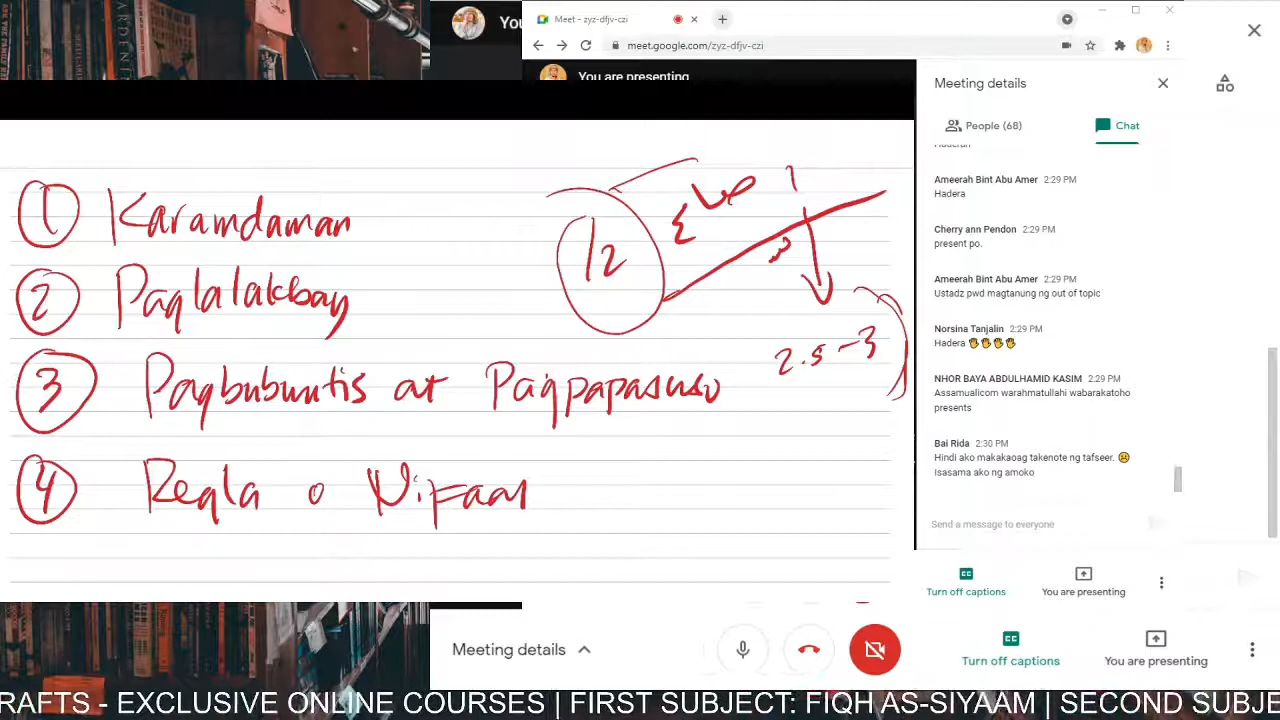 You
Meet - zyz-dfjv-czi
meet.google.com/zyz-dfjv-czi
You are presenting
Meeting details
People (68)
Chat
Ameerah Bint Abu Amer 2:29 PM
Hadera
Cherry ann Pendon 2:29 PM
present po.
Ameerah Bint Abu Amer 2:29 PM
Ustadz pwd magtanung ng out of topic
Norsina Tanjalin 2:29 PM
Hadera 🖐🖐🖐🖐
NHOR BAYA ABDULHAMID KASIM 2:29 PM
Assamualicom warahmatullahi wabarakatoho
presents
Bai Rida 2:30 PM
Hindi ako makakaoag takenote ng tafseer. ☹
Isasama ako ng amoko
Send a message to everyone
CC
Turn off captions
You are presenting
1 Karamdaman
2 Paglalakbay
3 Pagbubuntis at Pagpapasuso
4 Regla o Nifaas
12
2.5 - 3
Meeting details
CC
Turn off captions
You are presenting
RAFTS - EXCLUSIVE ONLINE COURSES | FIRST SUBJECT: FIQH AS-SIYAAM | SECOND SUBJE